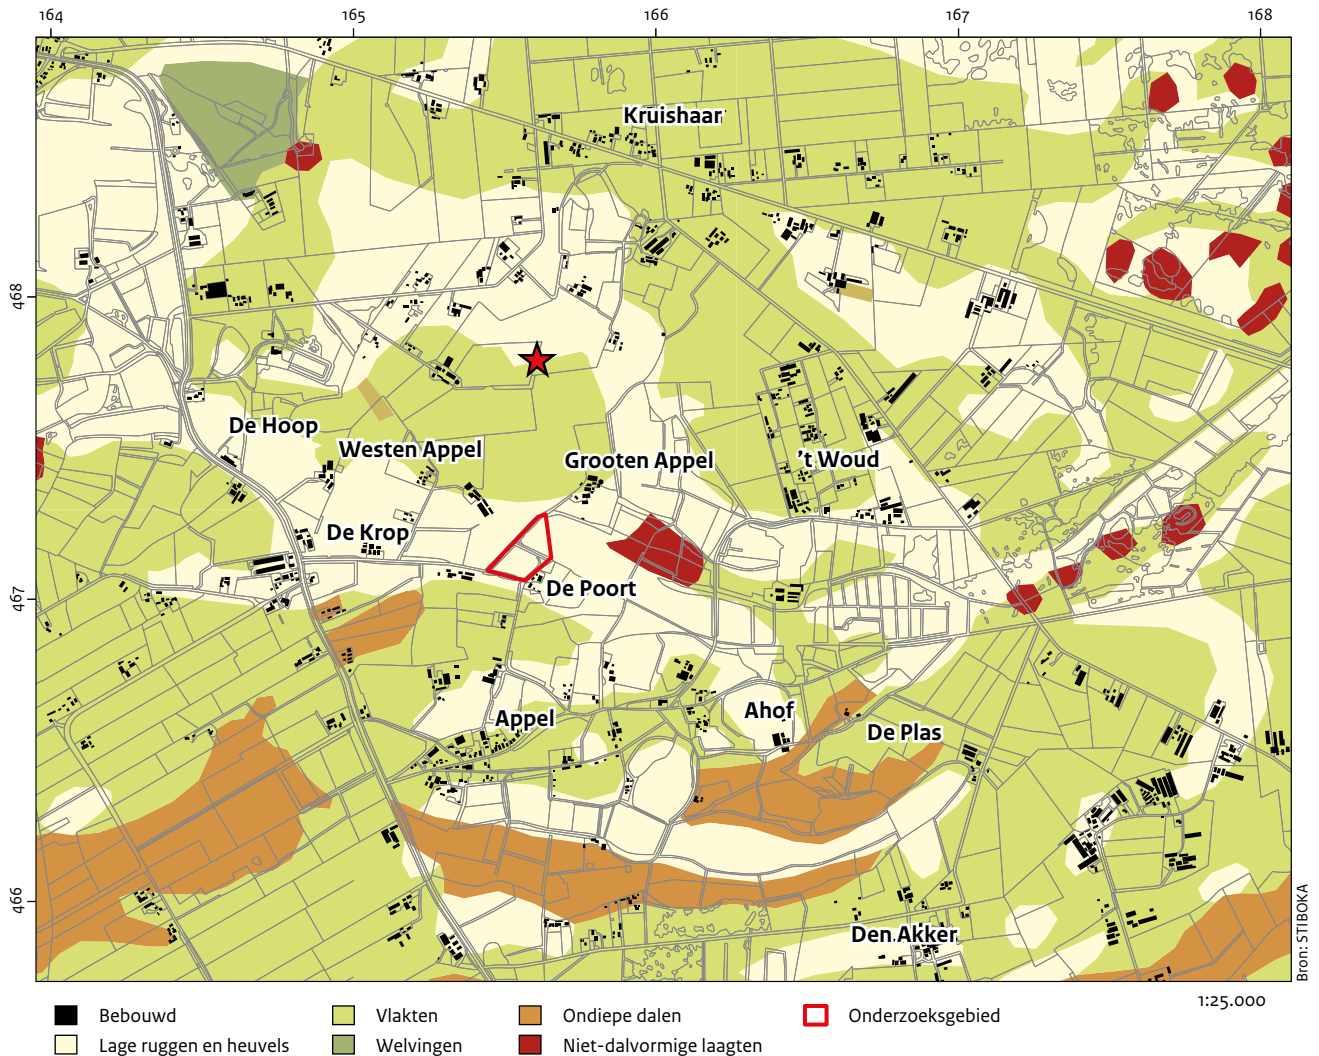 164 165 166 167 168
Kruishaar
468
De Hoop
Westen Appel
Grooten Appel
't Woud
De Krop
De Poort
467
Appel
Ahof
De Plas
466
Den Akker
Bron: STIBOKA
1:25.000
Bebouwd
Vlakten
Ondiepe dalen
Onderzoeksgebied
Lage ruggen en heuvels
Welvingen
Niet-dalvormige laagten